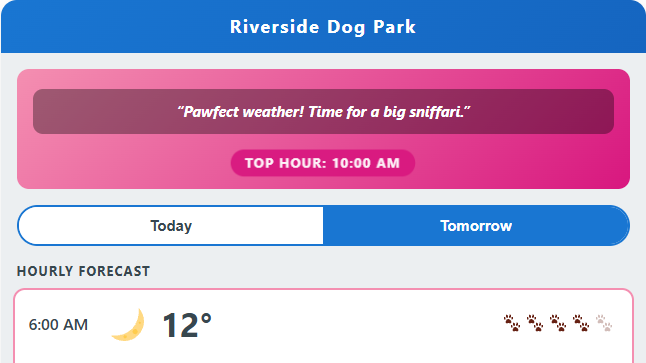 Riverside Dog Park
“Pawfect weather! Time for a big sniffari.”
TOP HOUR: 10:00 AM
Today Tomorrow
HOURLY FORECAST
6:00 AM 12°